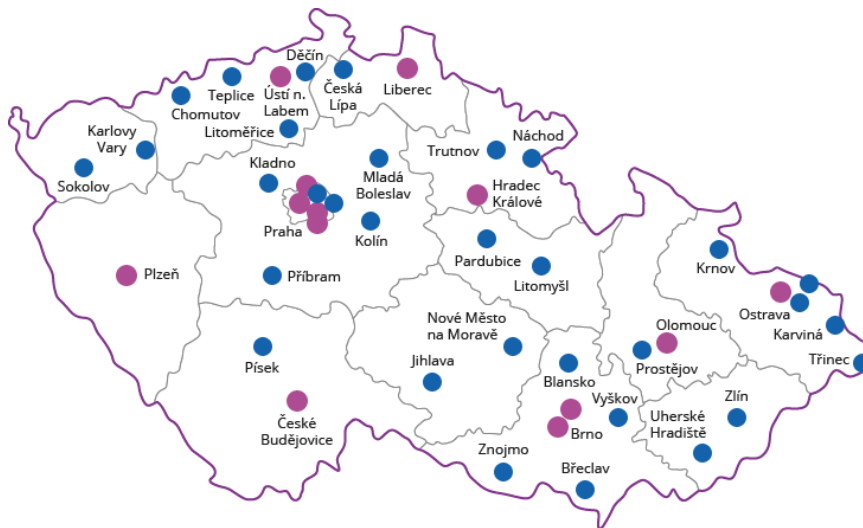 Děčín
Teplice
Ústí n.
Labem
Česká
Lípa
Liberec
Chomutov
Litoměřice
Karlovy
Vary
Sokolov
Kladno
Mladá
Boleslav
Trutnov
Náchod
Hradec
Králové
Praha
Kolín
Plzeň
Příbram
Pardubice
Litomyšl
Krnov
Ostrava
Karviná
Třinec
Nové Město
na Moravě
Olomouc
Prostějov
Písek
Jihlava
Blansko
Vyškov
Zlín
Uherské
Hradiště
České
Budějovice
Brno
Znojmo
Břeclav